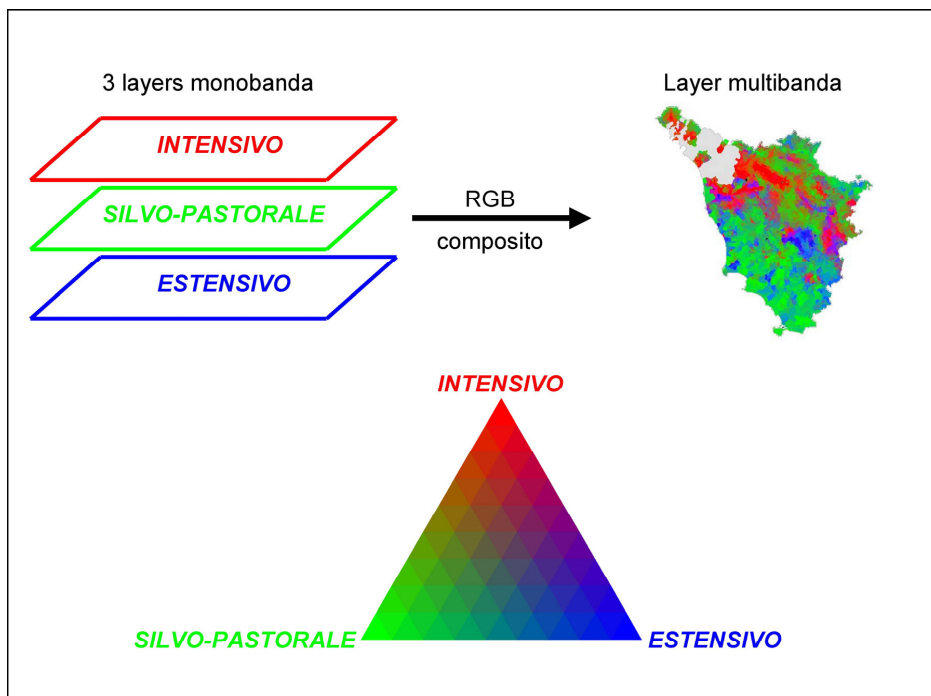 3 layers monobanda
INTENSIVO
SILVO-PASTORALE
ESTENSIVO
RGB
composito
Layer multibanda
INTENSIVO
SILVO-PASTORALE
ESTENSIVO